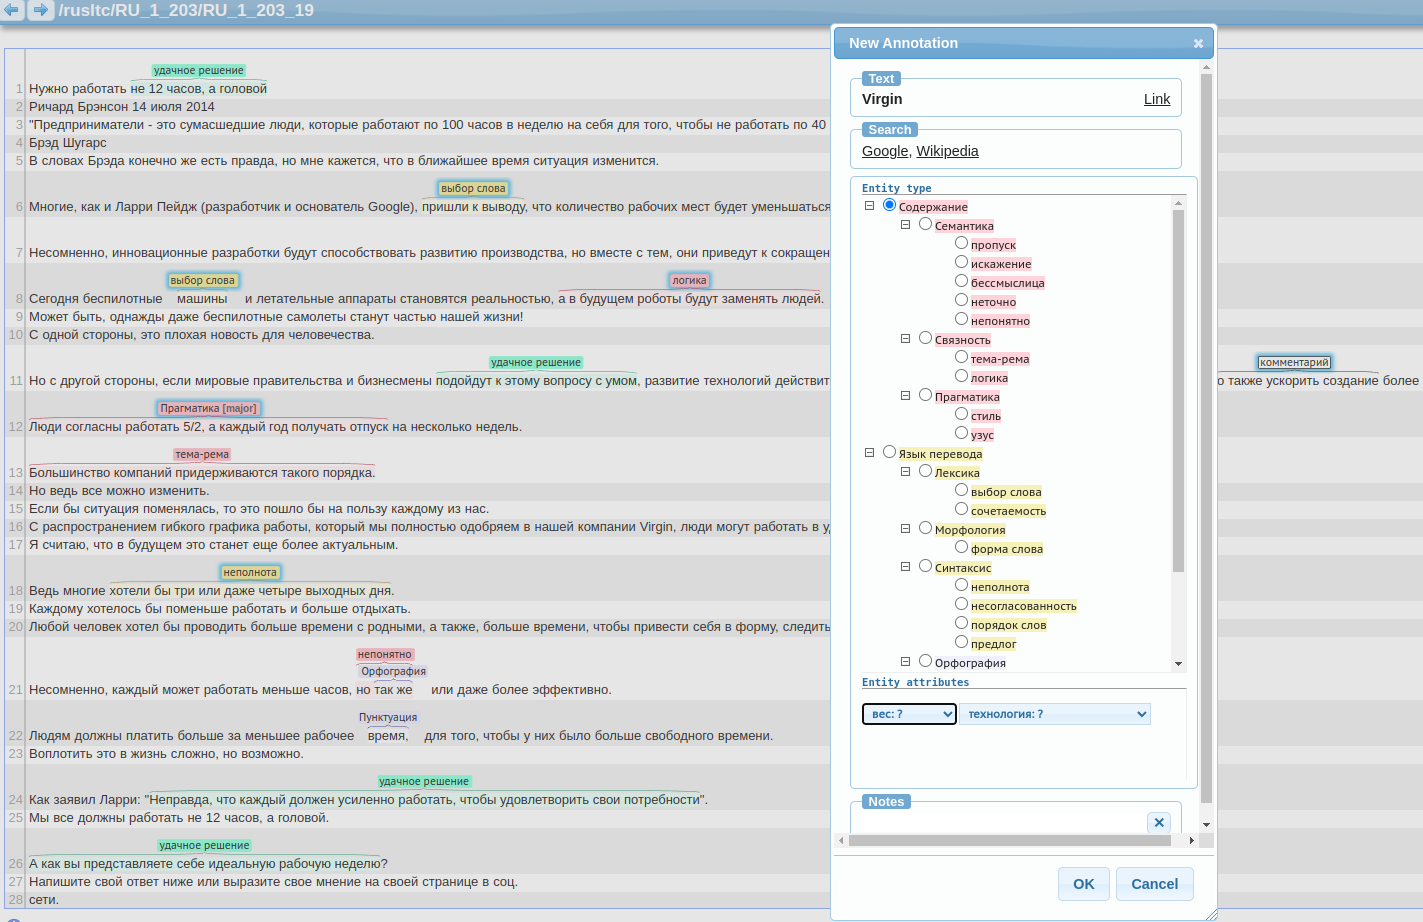 /rusltc/RU_1_203/RU_1_203_19
удачное решение
1 Нужно работать не 12 часов, а головой
2 Ричард Брэнсон 14 июля 2014
3 "Предприниматели - это сумасшедшие люди, которые работают по 100 часов в неделю на себя для того, чтобы не работать по 40
4 Брэд Шугарс
5 В словах Брэда конечно же есть правда, но мне кажется, что в ближайшее время ситуация изменится.
выбор слова
6 Многие, как и Ларри Пейдж (разработчик и основатель Google), пришли к выводу, что количество рабочих мест будет уменьшаться
7 Несомненно, инновационные разработки будут способствовать развитию производства, но вместе с тем, они приведут к сокращен
выбор слова логика
8 Сегодня беспилотные машины и летательные аппараты становятся реальностью, а в будущем роботы будут заменять людей.
9 Может быть, однажды даже беспилотные самолеты станут частью нашей жизни!
10 С одной стороны, это плохая новость для человечества.
удачное решение комментарий
11 Но с другой стороны, если мировые правительства и бизнесмены подойдут к этому вопросу с умом, развитие технологий действит о также ускорить создание более
Прагматика [major]
12 Люди согласны работать 5/2, а каждый год получать отпуск на несколько недель.
тема-рема
13 Большинство компаний придерживаются такого порядка.
14 Но ведь все можно изменить.
15 Если бы ситуация поменялась, то это пошло бы на пользу каждому из нас.
16 С распространением гибкого графика работы, который мы полностью одобряем в нашей компании Virgin, люди могут работать в уд
17 Я считаю, что в будущем это станет еще более актуальным.
неполнота
18 Ведь многие хотели бы три или даже четыре выходных дня.
19 Каждому хотелось бы поменьше работать и больше отдыхать.
20 Любой человек хотел бы проводить больше времени с родными, а также, больше времени, чтобы привести себя в форму, следить
непонятно
Орфография
21 Несомненно, каждый может работать меньше часов, но так же или даже более эффективно.
Пунктуация
22 Людям должны платить больше за меньшее рабочее время, для того, чтобы у них было больше свободного времени.
23 Воплотить это в жизнь сложно, но возможно.
удачное решение
24 Как заявил Ларри: "Неправда, что каждый должен усиленно работать, чтобы удовлетворить свои потребности".
25 Мы все должны работать не 12 часов, а головой.
удачное решение
26 А как вы представляете себе идеальную рабочую неделю?
27 Напишите свой ответ ниже или выразите свое мнение на своей странице в соц.
28 сети.
New Annotation
Text
Virgin Link
Search
Google, Wikipedia
Entity type
Содержание
Семантика
пропуск
искажение
бессмыслица
неточно
непонятно
Связность
тема-рема
логика
Прагматика
стиль
узус
Язык перевода
Лексика
выбор слова
сочетаемость
Морфология
форма слова
Синтаксис
неполнота
несогласованность
порядок слов
предлог
Орфография
Entity attributes
вес: ? технология: ?
Notes
OK Cancel